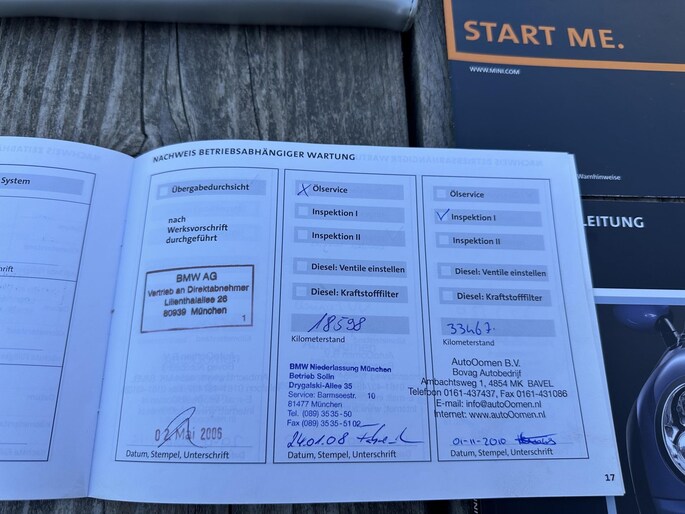 START ME.
WWW.MINI.COM
Warnhinweise
LEITUNG
System
NACHWEIS BETRIEBSABHÄNGIGER WARTUNG
Übergabedurchsicht
nach
Werksvorschrift
durchgeführt
BMW AG
Vertrieb an Direktabnehmer
Lilienthalallee 26
80939 München
1
02 Mai 2006
Datum, Stempel, Unterschrift
X Ölservice
Inspektion I
Inspektion II
Diesel: Ventile einstellen
Diesel: Kraftstofffilter
18598
Kilometerstand
BMW Niederlassung München
Betrieb Solln
Drygalski-Allee 35
Service: Barmseestr. 10
81477 München
Tel. (089) 3535-50
Fax (089) 3535-5102
24.01.08
Datum, Stempel, Unterschrift
Ölservice
✓ Inspektion I
Inspektion II
Diesel: Ventile einstellen
Diesel: Kraftstofffilter
33467
Kilometerstand
AutoOomen B.V.
Bovag Autobedrijf
Ambachtsweg 1, 4854 MK BAVEL
Telefoon 0161-437437, Fax 0161-431086
E-mail: info@autoOomen.nl
Internet: www.autoOomen.nl
01-11-2010
Datum, Stempel, Unterschrift
17